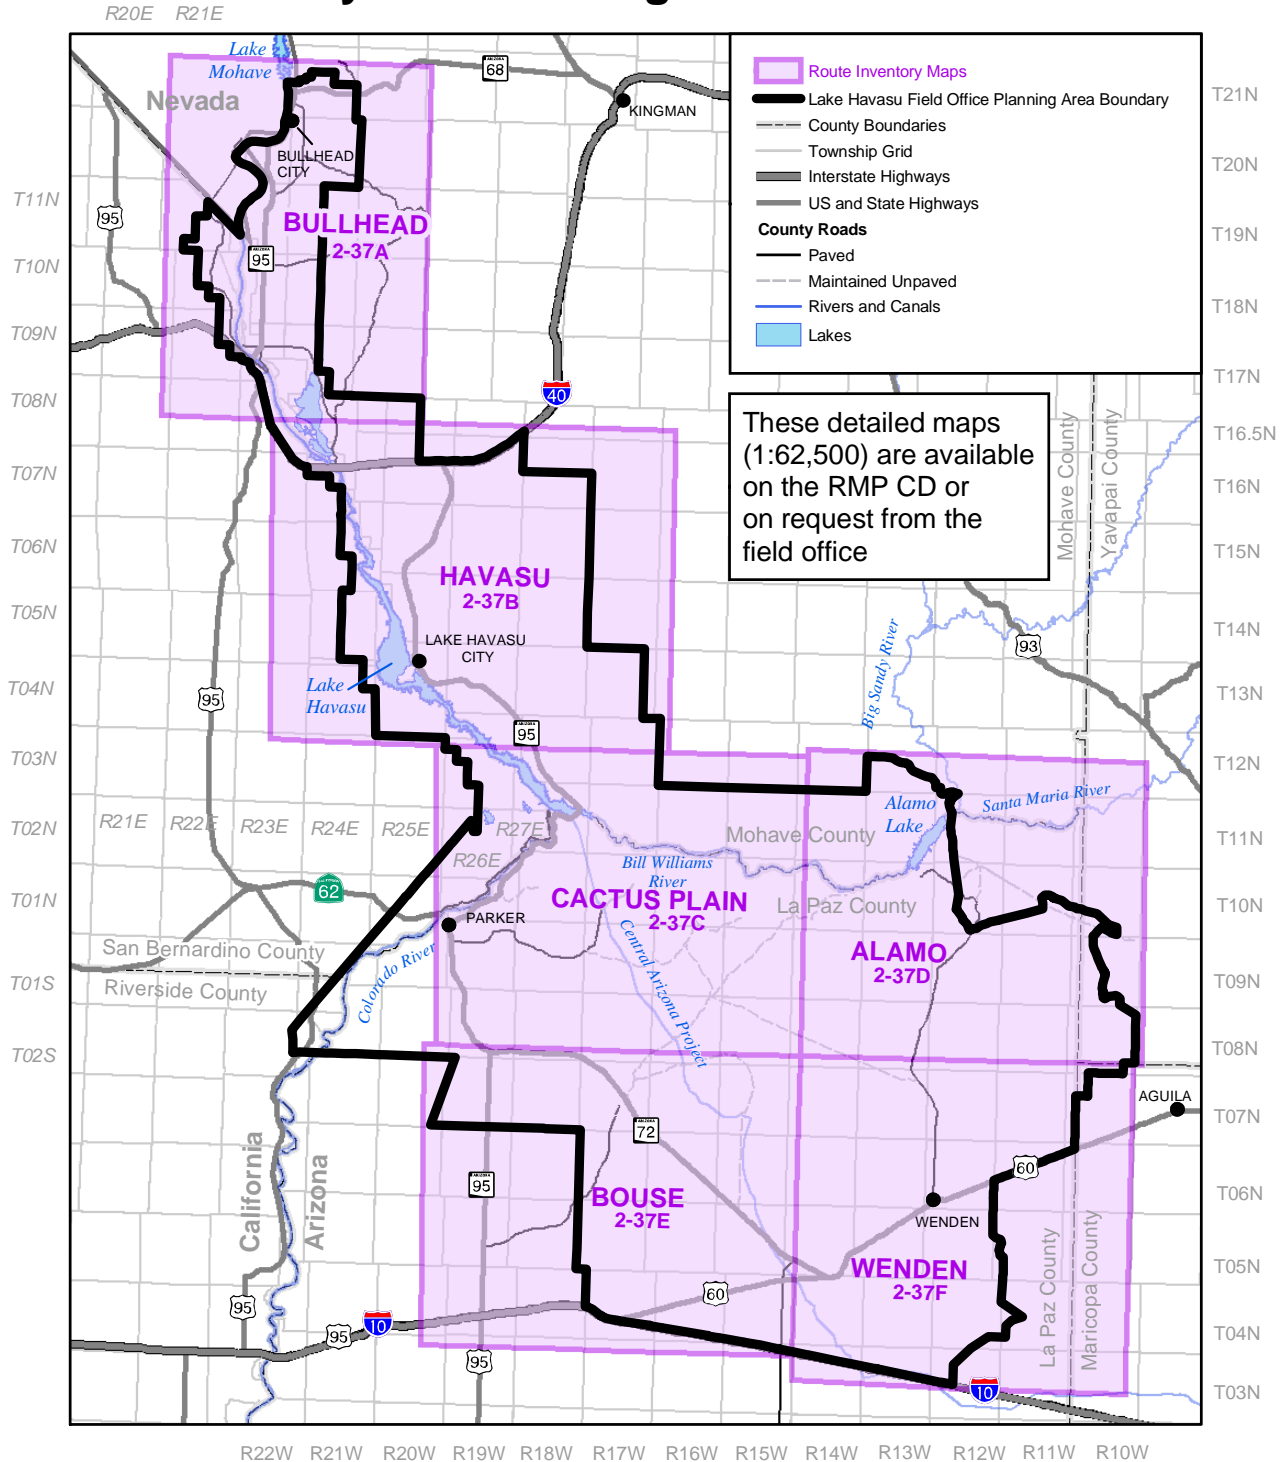 R20E R21E
Lake
Mohave
Nevada
ARIZONA
68
KINGMAN
BULLHEAD
CITY
BULLHEAD
2-37A
ARIZONA
95
95
40
Route Inventory Maps
Lake Havasu Field Office Planning Area Boundary
County Boundaries
Township Grid
Interstate Highways
US and State Highways
County Roads
Paved
Maintained Unpaved
Rivers and Canals
Lakes
These detailed maps
(1:62,500) are available
on the RMP CD or
on request from the
field office
Mohave County
Yavapai County
HAVASU
2-37B
LAKE HAVASU
CITY
Lake
Havasu
95
ARIZONA
95
Big Sandy River
93
Alamo
Lake
Santa Maria River
R21E R22E R23E R24E R25E R27E
R26E
Mohave County
Bill Williams
River
CACTUS PLAIN
2-37C
La Paz County
62
PARKER
San Bernardino County
Riverside County
Colorado River
Central Arizona Project
ALAMO
2-37D
AGUILA
ARIZONA
72
60
ARIZONA
95
BOUSE
2-37E
WENDEN
California
Arizona
WENDEN
2-37F
La Paz County
Maricopa County
60
95
10
95
95
10
T11N
T10N
T09N
T08N
T07N
T06N
T05N
T04N
T03N
T02N
T01N
T01S
T02S
T21N
T20N
T19N
T18N
T17N
T16.5N
T16N
T15N
T14N
T13N
T12N
T11N
T10N
T09N
T08N
T07N
T06N
T05N
T04N
T03N
R22W R21W R20W R19W R18W R17W R16W R15W R14W R13W R12W R11W R10W